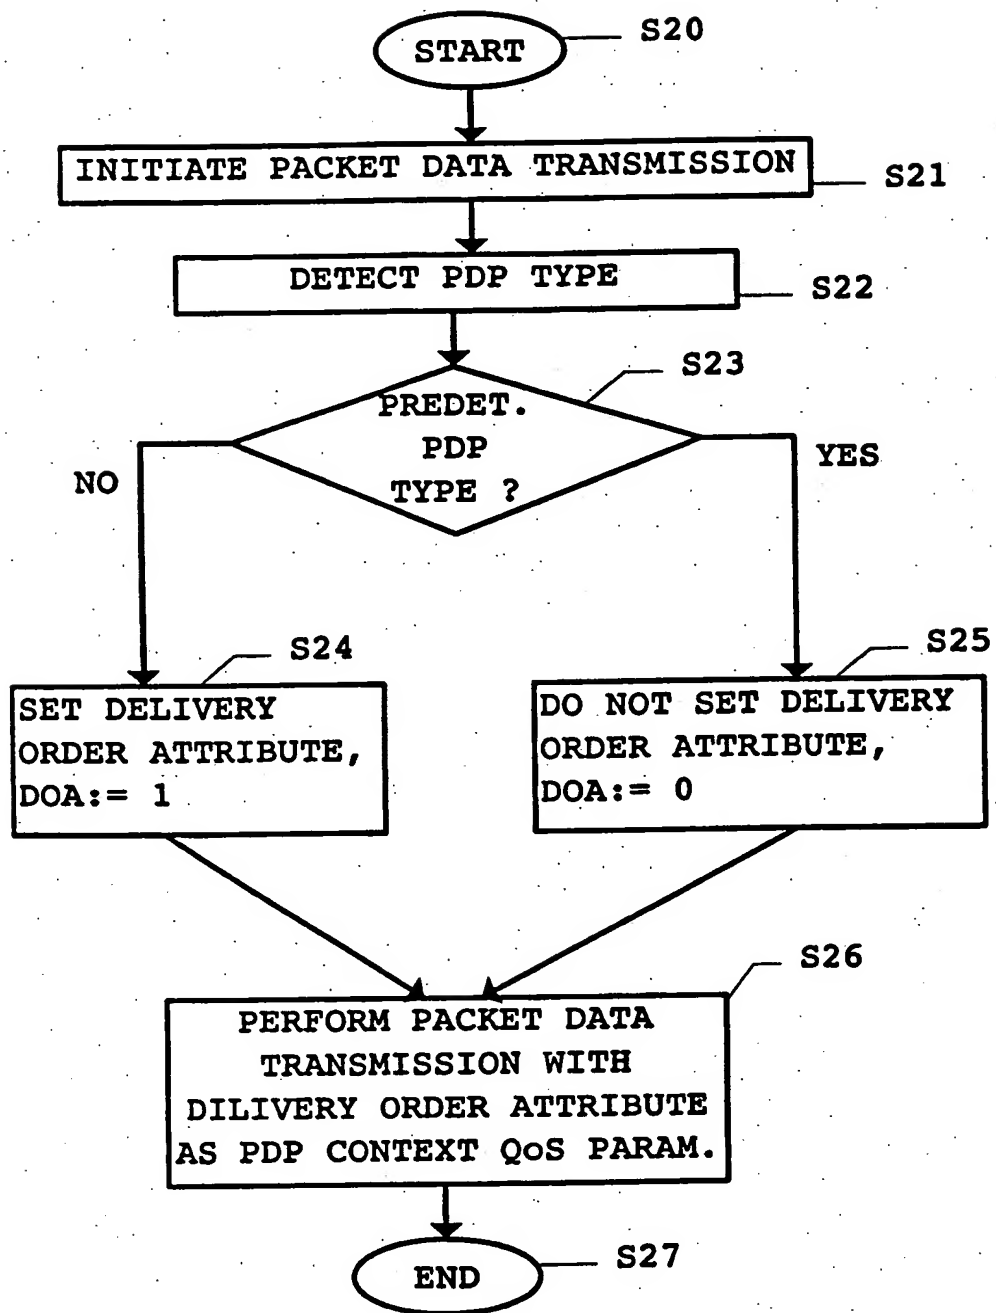 START
S20
INITIATE PACKET DATA TRANSMISSION
S21
DETECT PDP TYPE
S22
S23
PREDET.
PDP
TYPE ?
NO
YES
S24
SET DELIVERY
ORDER ATTRIBUTE,
DOA:= 1
S25
DO NOT SET DELIVERY
ORDER ATTRIBUTE,
DOA:= 0
S26
PERFORM PACKET DATA
TRANSMISSION WITH
DILIVERY ORDER ATTRIBUTE
AS PDP CONTEXT QoS PARAM.
END
S27